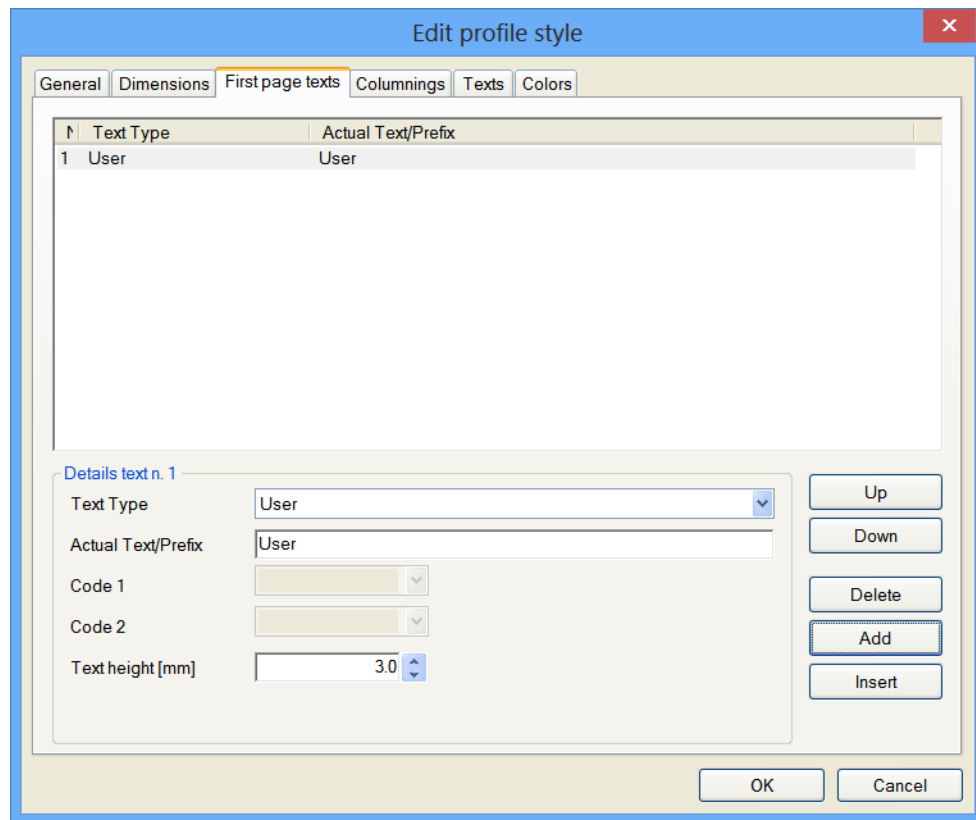 Edit profile style
General Dimensions First page texts Columnings Texts Colors
N Text Type Actual Text/Prefix
1 User User
Details text n. 1
Text Type User
Actual Text/Prefix User
Code 1
Code 2
Text height [mm] 3.0
Up
Down
Delete
Add
Insert
OK Cancel